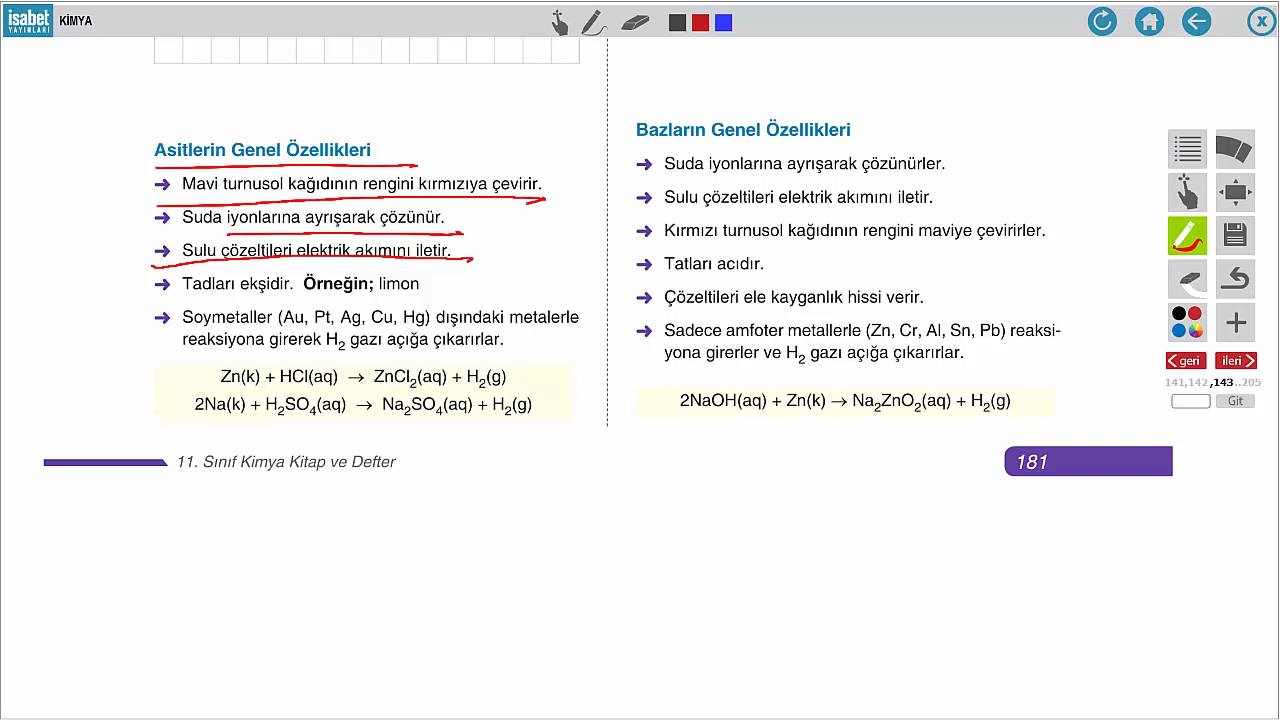 isabet
YAYINLARI
KİMYA
X
Asitlerin Genel Özellikleri
➔ Mavi turnusol kağıdının rengini kırmızıya çevirir.
➔ Suda iyonlarına ayrışarak çözünür.
➔ Sulu çözeltileri elektrik akımını iletir.
➔ Tadları ekşidir. Örneğin; limon
➔ Soymetaller (Au, Pt, Ag, Cu, Hg) dışındaki metalerle
reaksiyona girerek H₂ gazı açığa çıkarırlar.
Zn(k) + HCl(aq) → ZnCl₂(aq) + H₂(g)
2Na(k) + H₂SO₄(aq) → Na₂SO₄(aq) + H₂(g)
Bazların Genel Özellikleri
➔ Suda iyonlarına ayrışarak çözünürler.
➔ Sulu çözeltileri elektrik akımını iletir.
➔ Kırmızı turnusol kağıdının rengini maviye çevirirler.
➔ Tatları acıdır.
➔ Çözeltileri ele kayganlık hissi verir.
➔ Sadece amfoter metallerle (Zn, Cr, Al, Sn, Pb) reaksi-
yona girerler ve H₂ gazı açığa çıkarırlar.
2NaOH(aq) + Zn(k) → Na₂ZnO₂(aq) + H₂(g)
geri ileri
141,142,143..205
Git
11. Sınıf Kimya Kitap ve Defter
181